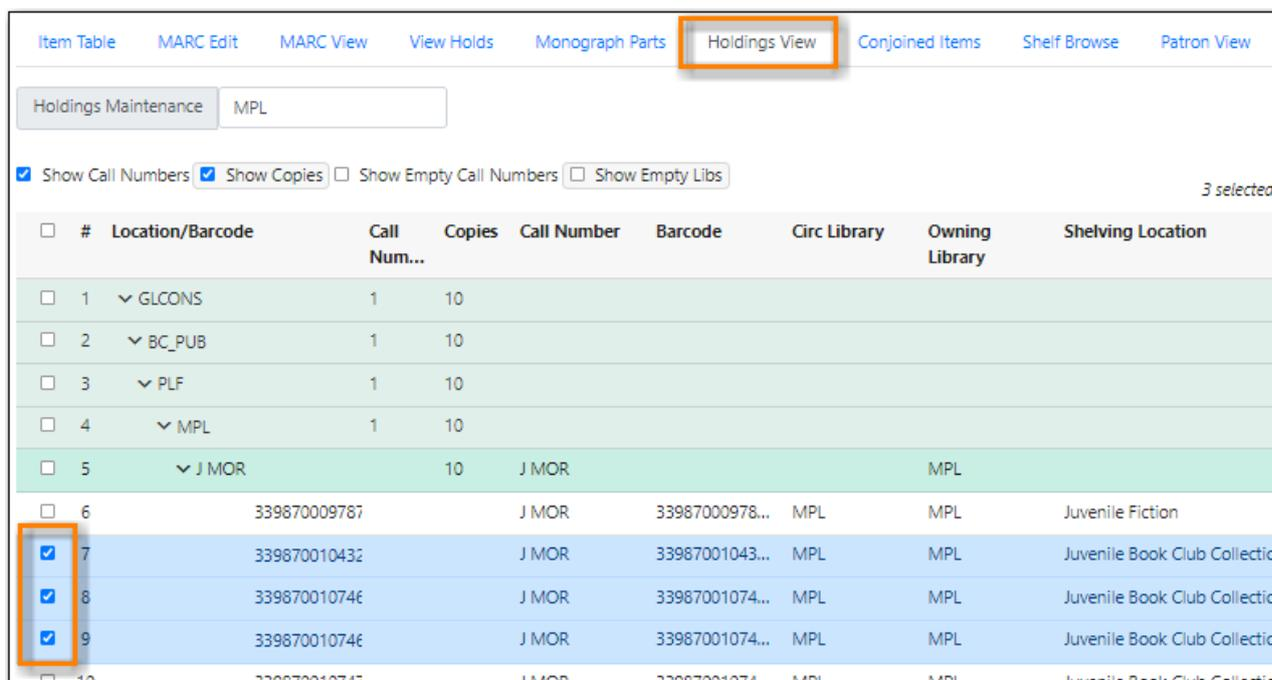 Item Table MARC Edit MARC View View Holds Monograph Parts Holdings View Conjoined Items Shelf Browse Patron View
Holdings Maintenance MPL
Show Call Numbers Show Copies Show Empty Call Numbers Show Empty Libs
3 selected
# Location/Barcode Call Num... Copies Call Number Barcode Circ Library Owning Library Shelving Location
1 GLCONS 1 10
2 BC_PUB 1 10
3 PLF 1 10
4 MPL 1 10
5 J MOR 10 J MOR MPL
6 339870009787 J MOR 33987000978... MPL MPL Juvenile Fiction
7 339870010432 J MOR 33987001043... MPL MPL Juvenile Book Club Collectio
8 33987001074 J MOR 33987001074... MPL MPL Juvenile Book Club Collectio
9 33987001074 J MOR 33987001074... MPL MPL Juvenile Book Club Collectio